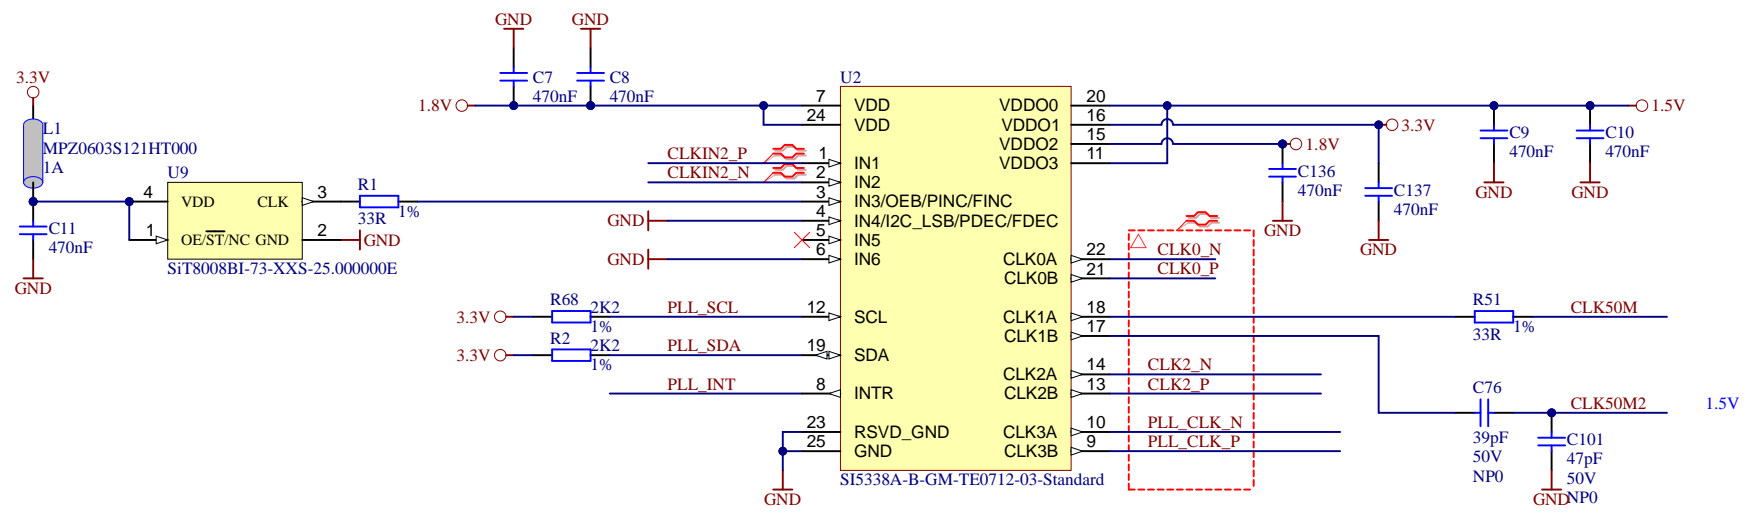 GND
GND
3.3V
L1
MPZ0603S121HT000
1A
C11
470nF
GND
U9
4
VDD
CLK
3
1
OE/ST/NC
GND
2
GND
SiT8008BI-73-XXS-25.000000E
R1
33R
1%
1.8V
C7
470nF
C8
470nF
CLKIN2_P
CLKIN2_N
GND
GND
3.3V
R68
2K2
1%
PLL_SCL
3.3V
R2
2K2
1%
PLL_SDA
PLL_INT
GND
U2
7
VDD
24
VDD
1
IN1
2
IN2
3
IN3/OEB/PINC/FINC
4
IN4/I2C_LSB/PDEC/FDEC
5
IN5
6
IN6
12
SCL
19
SDA
8
INTR
23
RSVD_GND
25
GND
VDDO0
20
VDDO1
16
VDDO2
15
VDDO3
11
CLK0A
22
CLK0B
21
CLK1A
18
CLK1B
17
CLK2A
14
CLK2B
13
CLK3A
10
CLK3B
9
SI5338A-B-GM-TE0712-03-Standard
1.5V
3.3V
1.8V
C9
470nF
GND
C10
470nF
GND
C136
470nF
GND
C137
470nF
GND
CLK0_N
CLK0_P
CLK2_N
CLK2_P
PLL_CLK_N
PLL_CLK_P
R51
33R
1%
CLK50M
C76
39pF
50V
NP0
CLK50M2
1.5V
C101
47pF
50V
NP0
GND